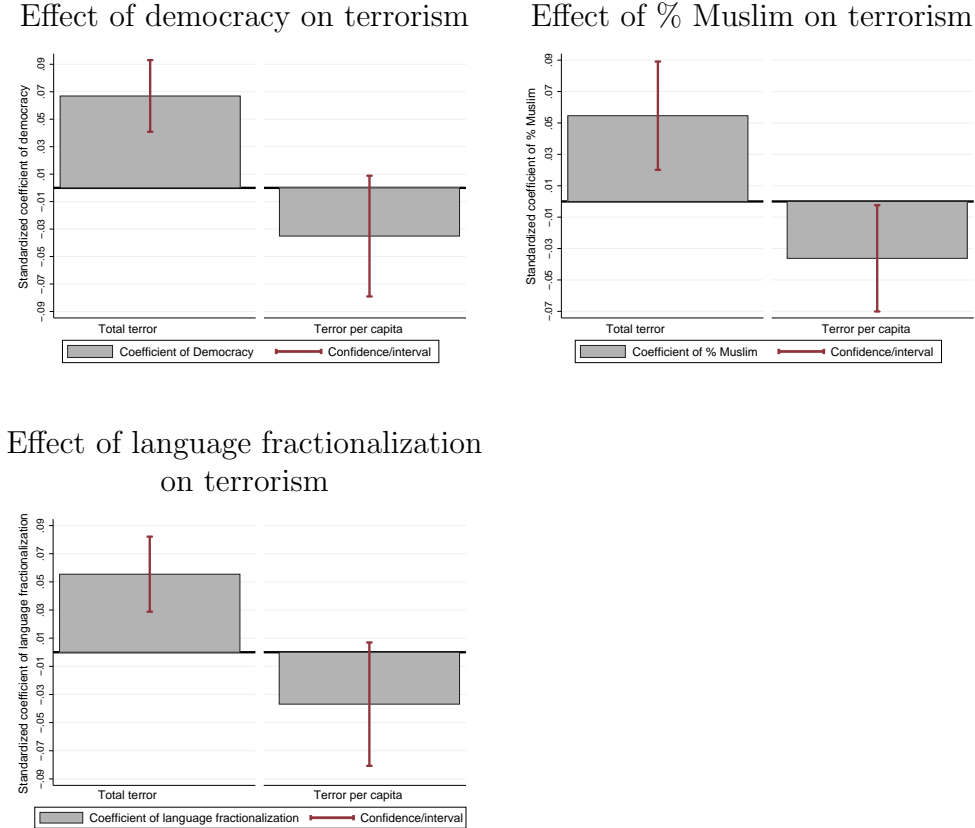 Effect of democracy on terrorism
Standardized coefficient of democracy
.09
.07
.05
.03
.01
-.01
-.03
-.05
-.07
-.09
Total terror
Terror per capita
Coefficient of Democracy
Confidence/interval
Effect of % Muslim on terrorism
Standardized coefficient of % Muslim
.09
.07
.05
.03
.01
-.01
-.03
-.05
-.07
Total terror
Terror per capita
Coefficient of % Muslim
Confidence/interval
Effect of language fractionalization
on terrorism
Standardized coefficient of language fractionalization
.09
.07
.05
.03
.01
-.01
-.03
-.05
-.07
-.09
Total terror
Terror per capita
Coefficient of language fractionalization
Confidence/interval